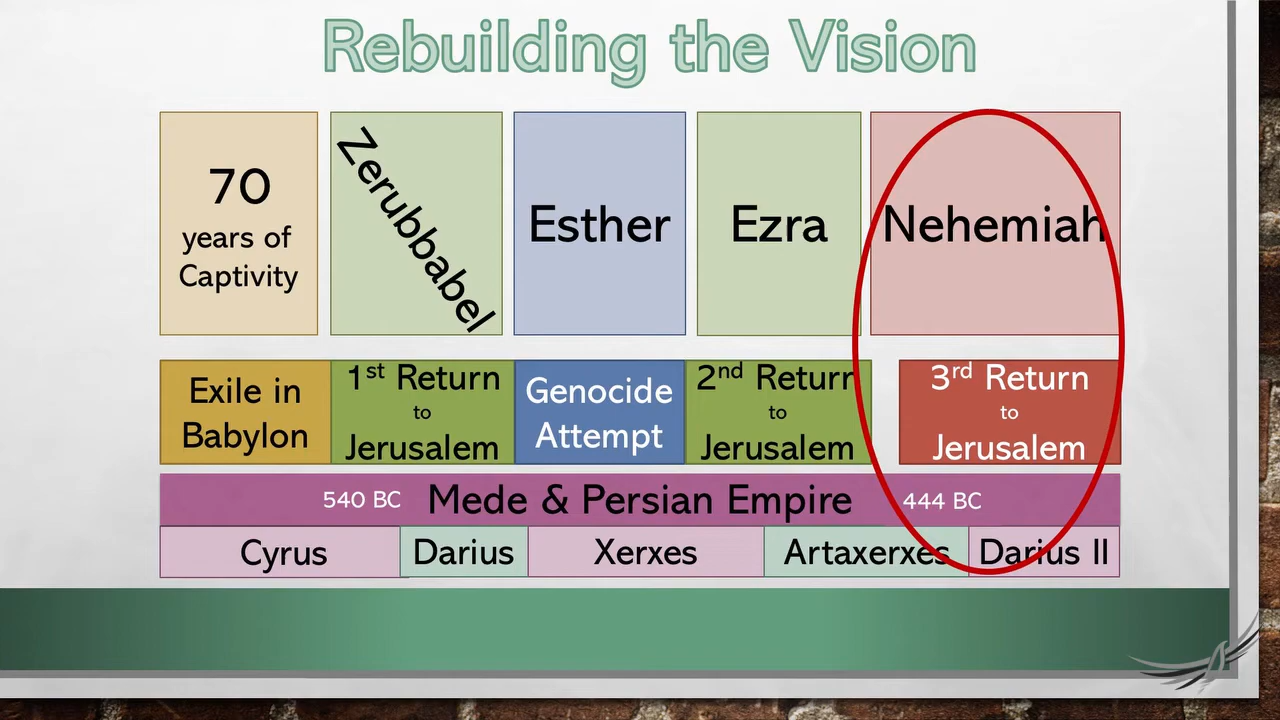 Rebuilding the Vision
70
years of
Captivity
Zerubbabel
Esther
Ezra
Nehemiah
Exile in
Babylon
1st Return
to
Jerusalem
Genocide
Attempt
2nd Return
to
Jerusalem
3rd Return
to
Jerusalem
540 BC Mede & Persian Empire 444 BC
Cyrus Darius Xerxes Artaxerxes Darius II